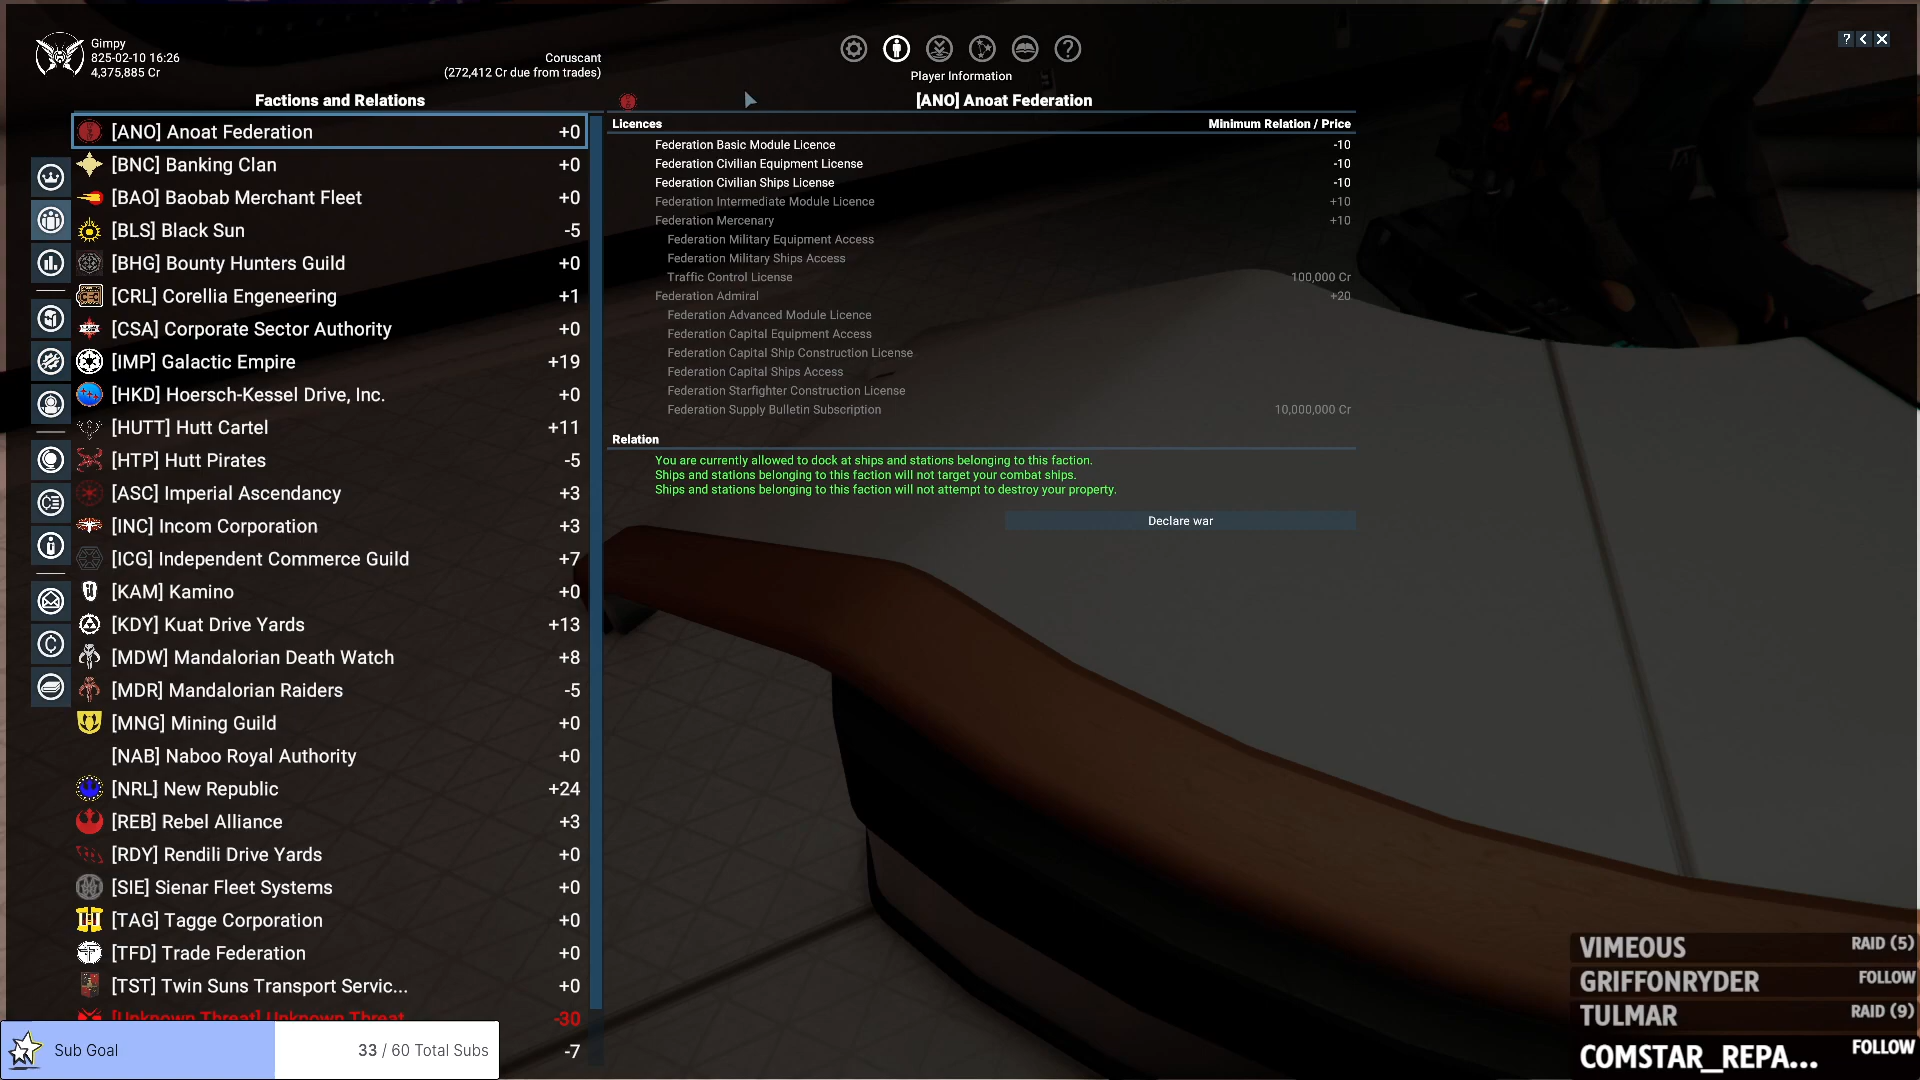 Gimpy
825-02-10 16:26
4,375,885 Cr
Coruscant
(272,412 Cr due from trades)
Player Information
? < X
Factions and Relations
[ANO] Anoat Federation +0
[BNC] Banking Clan +0
[BAO] Baobab Merchant Fleet +0
[BLS] Black Sun -5
[BHG] Bounty Hunters Guild +0
[CRL] Corellia Engeneering +1
[CSA] Corporate Sector Authority +0
[IMP] Galactic Empire +19
[HKD] Hoersch-Kessel Drive, Inc. +0
[HUTT] Hutt Cartel +11
[HTP] Hutt Pirates -5
[ASC] Imperial Ascendancy +3
[INC] Incom Corporation +3
[ICG] Independent Commerce Guild +7
[KAM] Kamino +0
[KDY] Kuat Drive Yards +13
[MDW] Mandalorian Death Watch +8
[MDR] Mandalorian Raiders -5
[MNG] Mining Guild +0
[NAB] Naboo Royal Authority +0
[NRL] New Republic +24
[REB] Rebel Alliance +3
[RDY] Rendili Drive Yards +0
[SIE] Sienar Fleet Systems +0
[TAG] Tagge Corporation +0
[TFD] Trade Federation +0
[TST] Twin Suns Transport Servic... +0
[Unknown Threat] Unknown Threat -30
-7
[ANO] Anoat Federation
Licences Minimum Relation / Price
Federation Basic Module Licence -10
Federation Civilian Equipment License -10
Federation Civilian Ships License -10
Federation Intermediate Module Licence +10
Federation Mercenary +10
Federation Military Equipment Access
Federation Military Ships Access
Traffic Control License 100,000 Cr
Federation Admiral +20
Federation Advanced Module Licence
Federation Capital Equipment Access
Federation Capital Ship Construction License
Federation Capital Ships Access
Federation Starfighter Construction License
Federation Supply Bulletin Subscription 10,000,000 Cr
Relation
You are currently allowed to dock at ships and stations belonging to this faction.
Ships and stations belonging to this faction will not target your combat ships.
Ships and stations belonging to this faction will not attempt to destroy your property.
Declare war
Sub Goal 33 / 60 Total Subs
VIMEOUS RAID (5)
GRIFFONRYDER FOLLOW
TULMAR RAID (9)
COMSTAR_REPA... FOLLOW